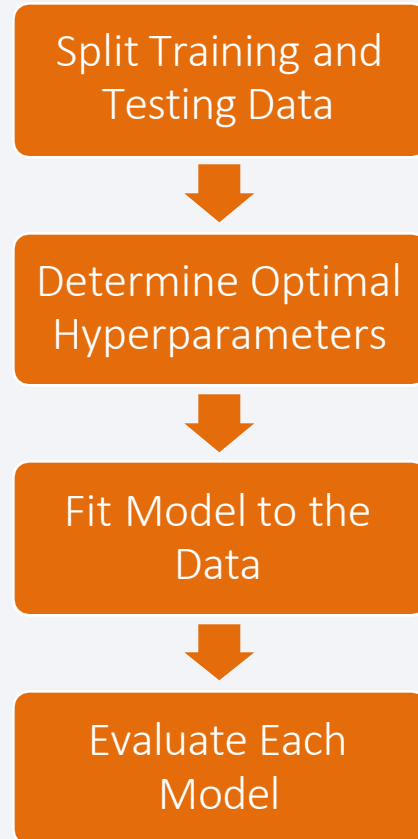 Split Training and
Testing Data
Determine Optimal
Hyperparameters
Fit Model to the
Data
Evaluate Each
Model